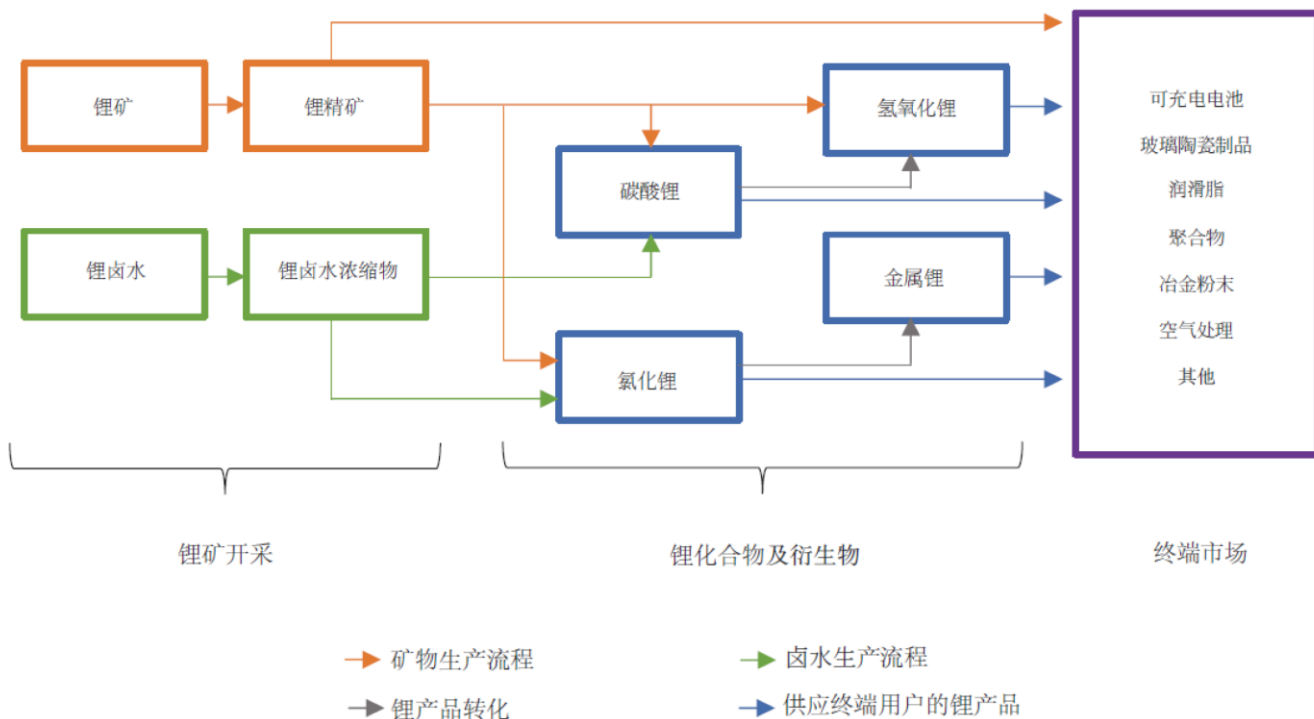 锂矿
锂精矿
氢氧化锂
碳酸锂
锂卤水
锂卤水浓缩物
金属锂
氯化锂
可充电电池
玻璃陶瓷制品
润滑脂
聚合物
冶金粉末
空气处理
其他
锂矿开采
锂化合物及衍生物
终端市场
矿物生产流程
卤水生产流程
锂产品转化
供应终端用户的锂产品